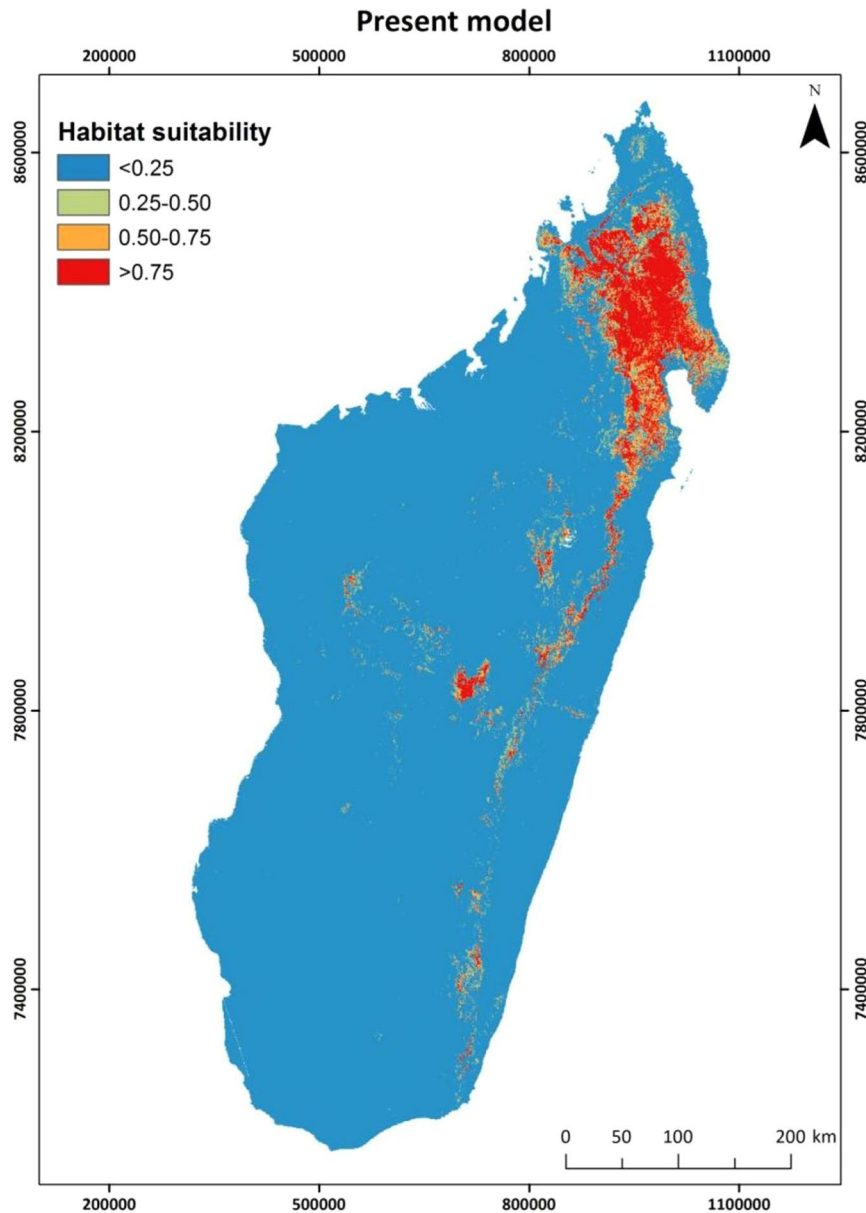 Present model
200000 500000 800000 1100000
N
Habitat suitability
<0.25
0.25-0.50
0.50-0.75
>0.75
8600000 8600000
8200000 8200000
7800000 7800000
7400000 7400000
0 50 100 200 km
200000 500000 800000 1100000